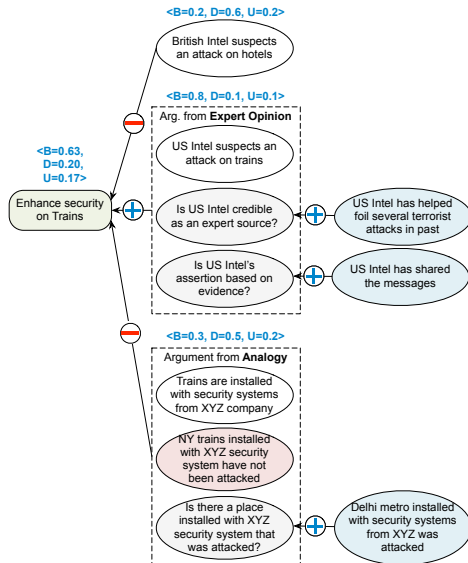 <B=0.2, D=0.6, U=0.2>
British Intel suspects
an attack on hotels
<B=0.8, D=0.1, U=0.1>
Arg. from Expert Opinion
US Intel suspects an
attack on trains
<B=0.63,
D=0.20,
U=0.17>
Enhance security
on Trains
Is US Intel credible
as an expert source?
US Intel has helped
foil several terrorist
attacks in past
Is US Intel's
assertion based on
evidence?
US Intel has shared
the messages
<B=0.3, D=0.5, U=0.2>
Argument from Analogy
Trains are installed
with security systems
from XYZ company
NY trains installed
with XYZ security
system have not
been attacked
Is there a place
installed with XYZ
security system that
was attacked?
Delhi metro installed
with security systems
from XYZ was
attacked